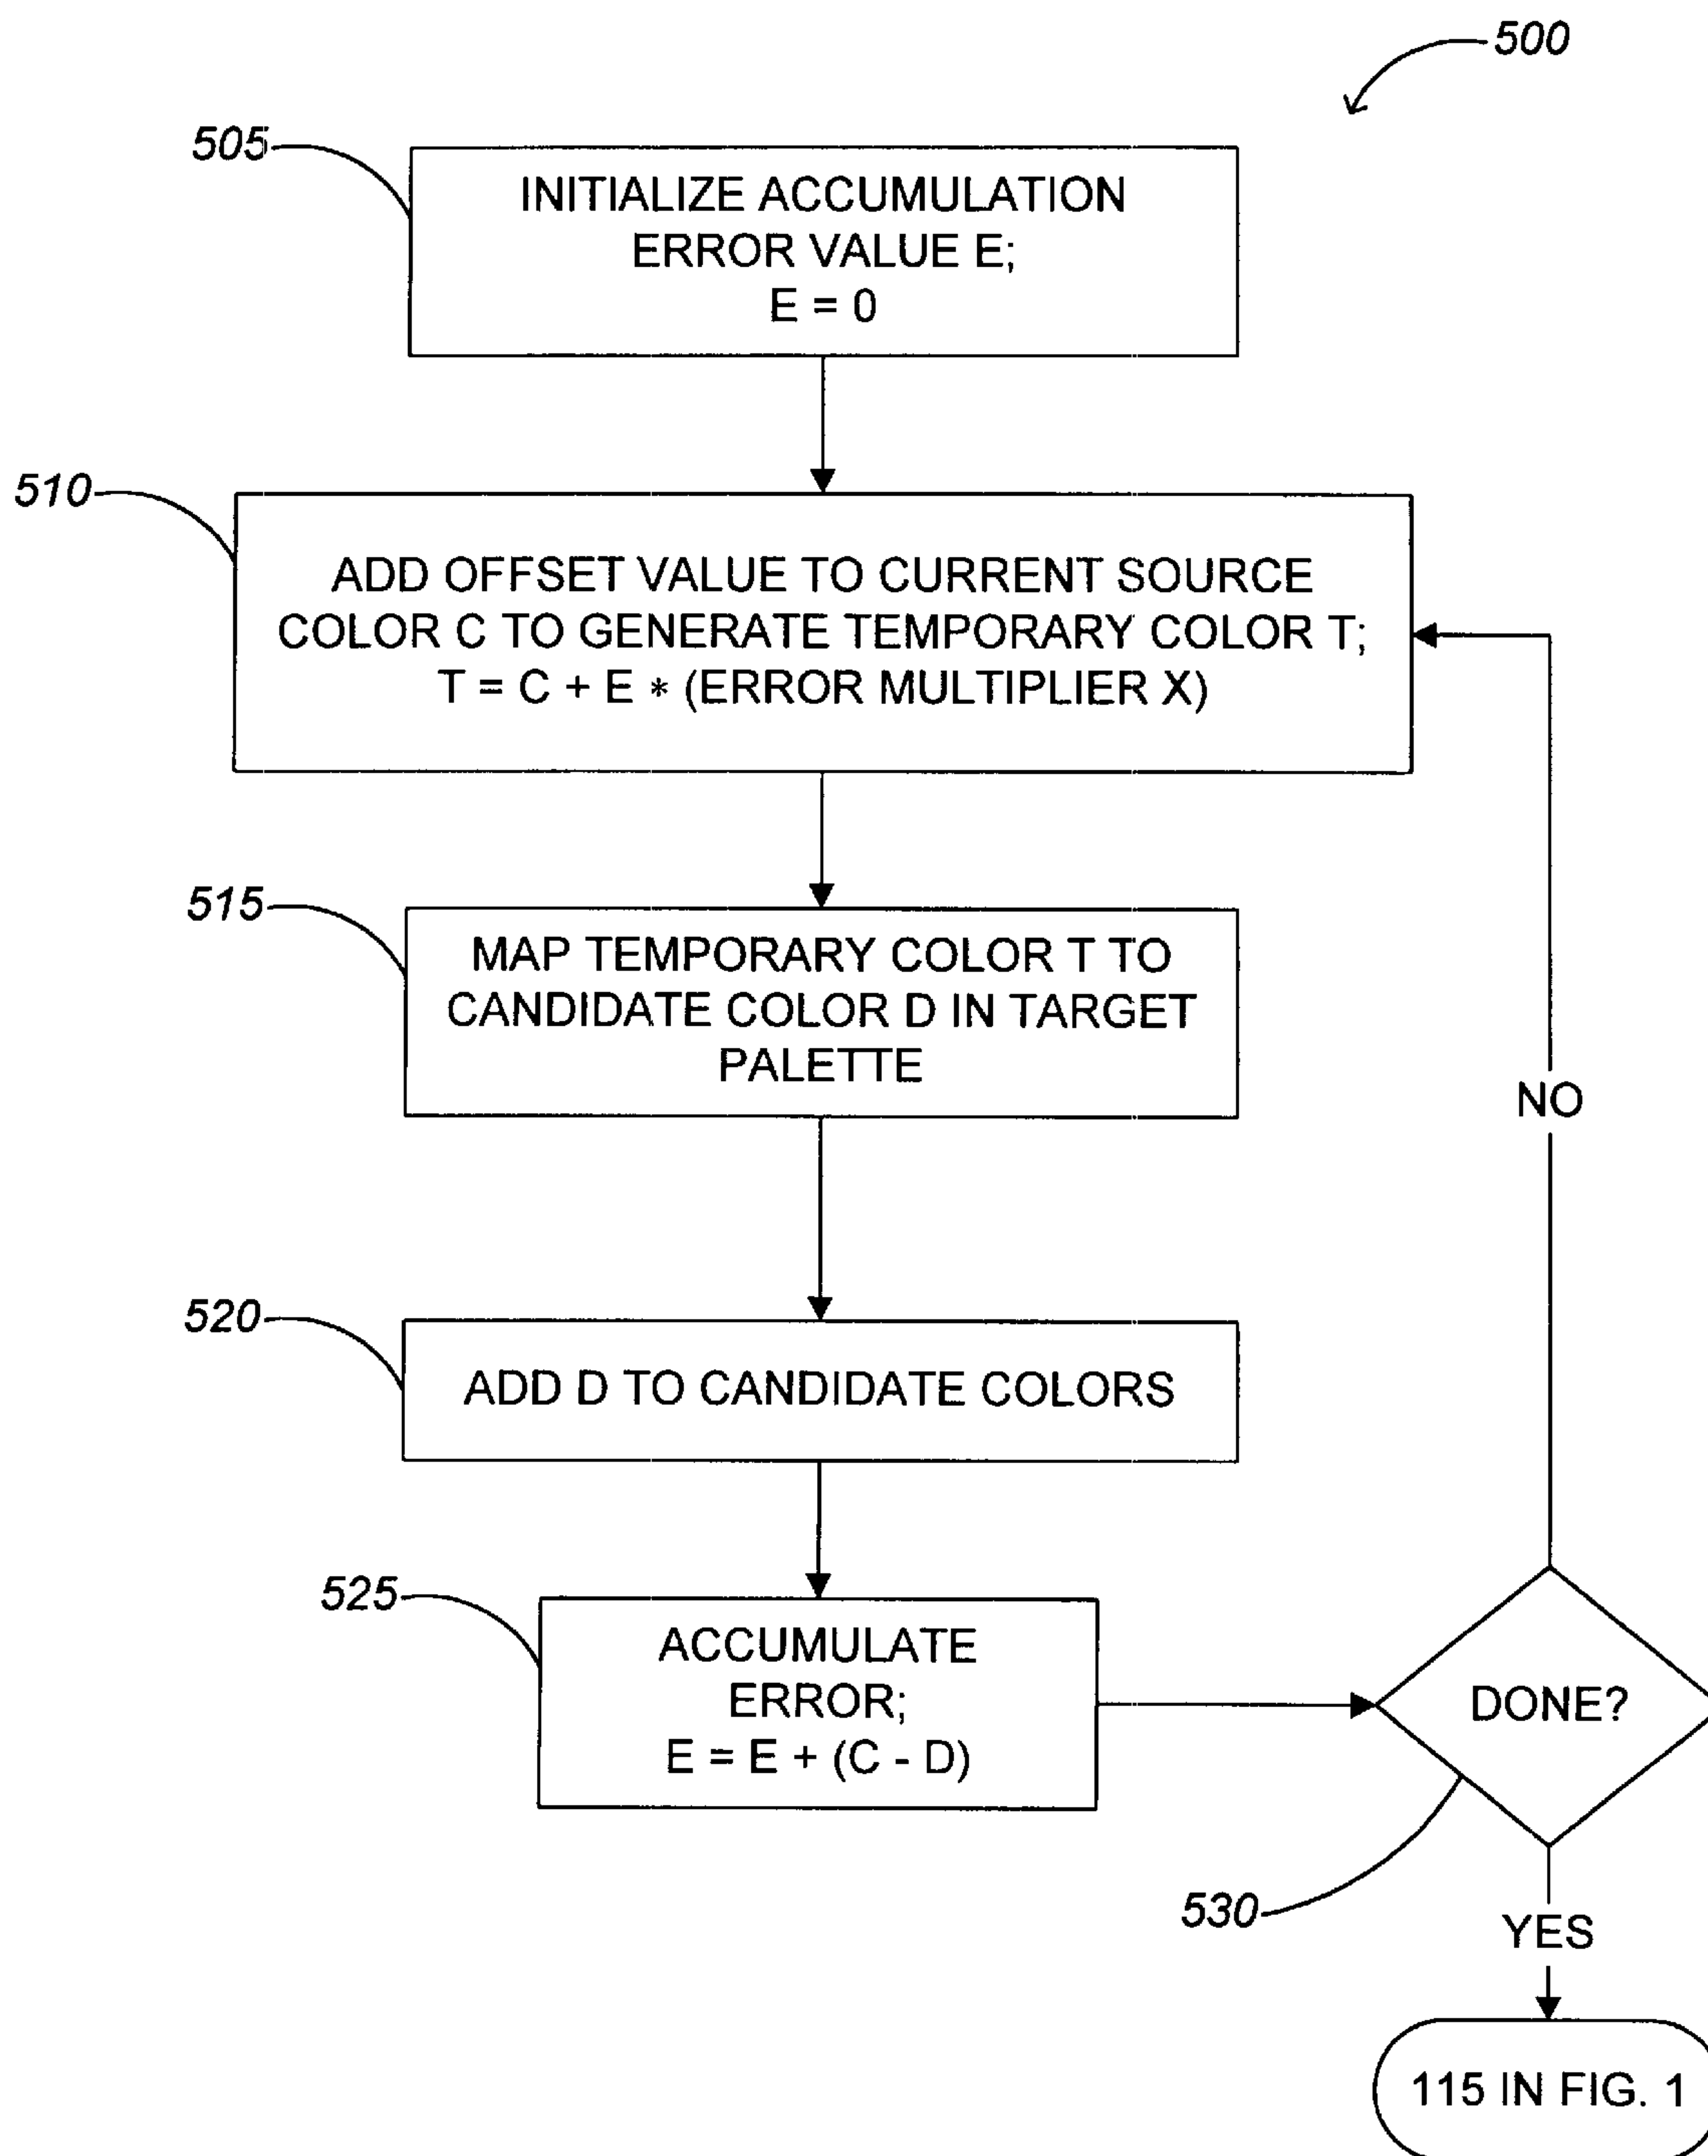 500
505
INITIALIZE ACCUMULATION
ERROR VALUE E;
E = 0
510
ADD OFFSET VALUE TO CURRENT SOURCE
COLOR C TO GENERATE TEMPORARY COLOR T;
T = C + E * (ERROR MULTIPLIER X)
515
MAP TEMPORARY COLOR T TO
CANDIDATE COLOR D IN TARGET
PALETTE
NO
520
ADD D TO CANDIDATE COLORS
525
ACCUMULATE
ERROR;
E = E + (C - D)
DONE?
530
YES
115 IN FIG. 1